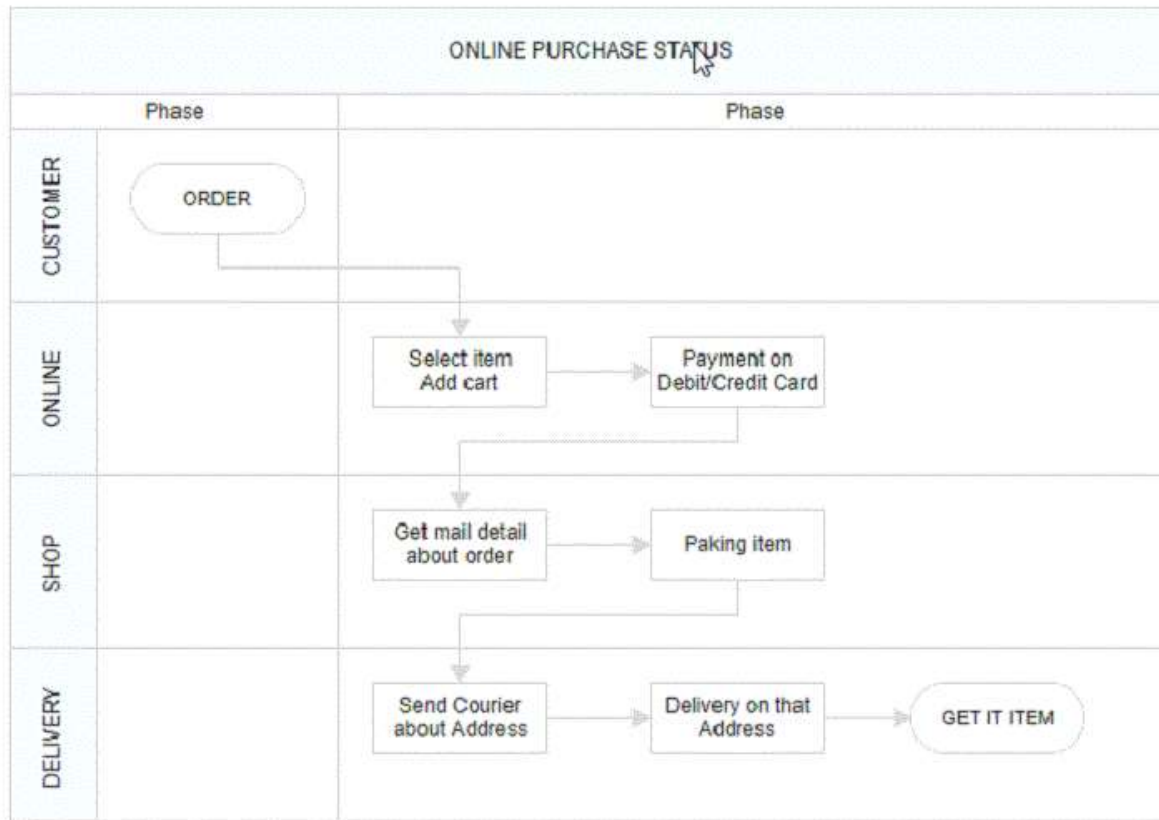 ONLINE PURCHASE STATUS
Phase
Phase
CUSTOMER
ORDER
ONLINE
Select item
Add cart
Payment on
Debit/Credit Card
SHOP
Get mail detail
about order
Paking item
DELIVERY
Send Courier
about Address
Delivery on that
Address
GET IT ITEM